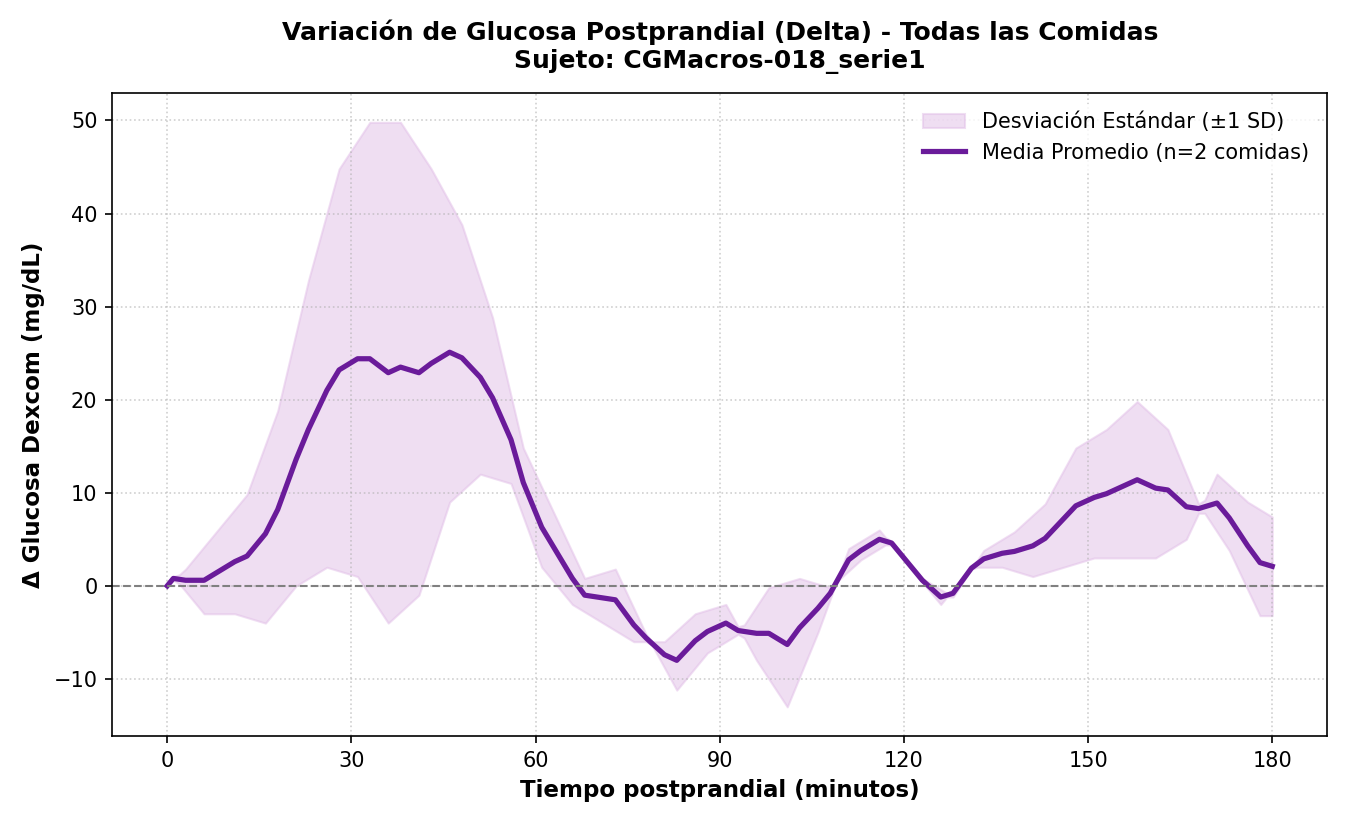 Variación de Glucosa Postprandial (Delta) - Todas las Comidas
Sujeto: CGMacros-018_serie1
Desviación Estándar (±1 SD)
Media Promedio (n=2 comidas)
Δ Glucosa Dexcom (mg/dL)
50
40
30
20
10
0
−10
0 30 60 90 120 150 180
Tiempo postprandial (minutos)